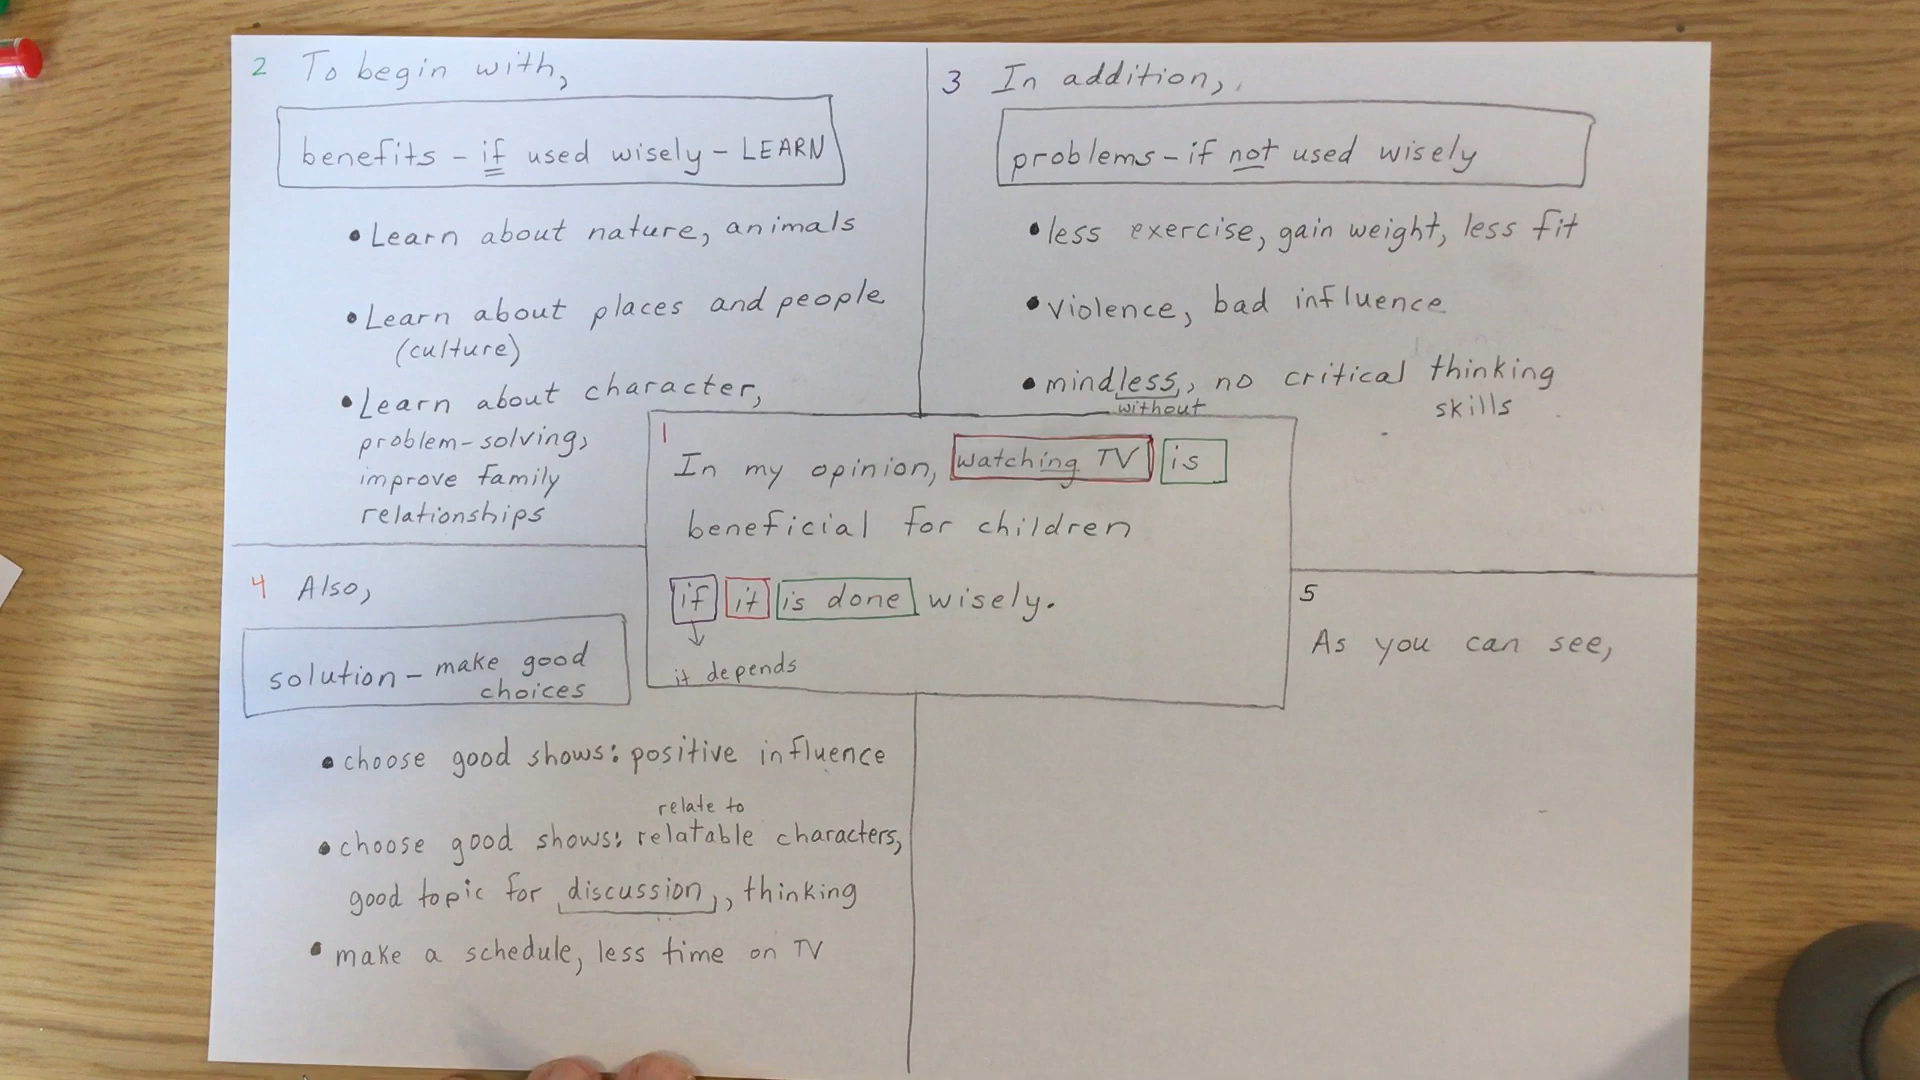 2 To begin with,
benefits - if used wisely - LEARN
• Learn about nature, animals
• Learn about places and people
(culture)
• Learn about character,
problem-solving,
improve family
relationships
3 In addition,
problems - if not used wisely
• less exercise, gain weight, less fit
• violence, bad influence
• mindless, no critical thinking
without
skills
1
In my opinion, watching TV is
beneficial for children
if it is done wisely.
it depends
4 Also,
solution - make good
choices
• choose good shows: positive influence
relate to
• choose good shows: relatable characters,
good topic for discussion, thinking
• make a schedule, less time on TV
5
As you can see,